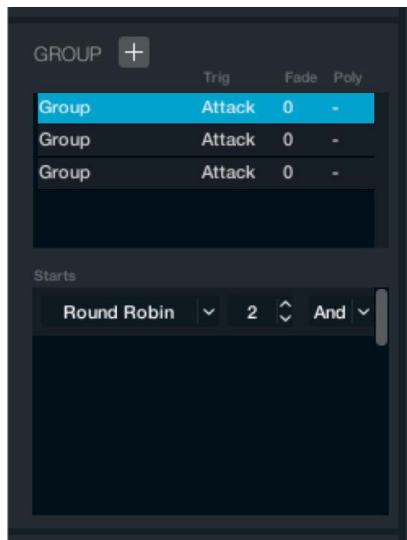 GROUP +
Trig Fade Poly
Group Attack 0 -
Group Attack 0 -
Group Attack 0 -
Starts
Round Robin 2 And